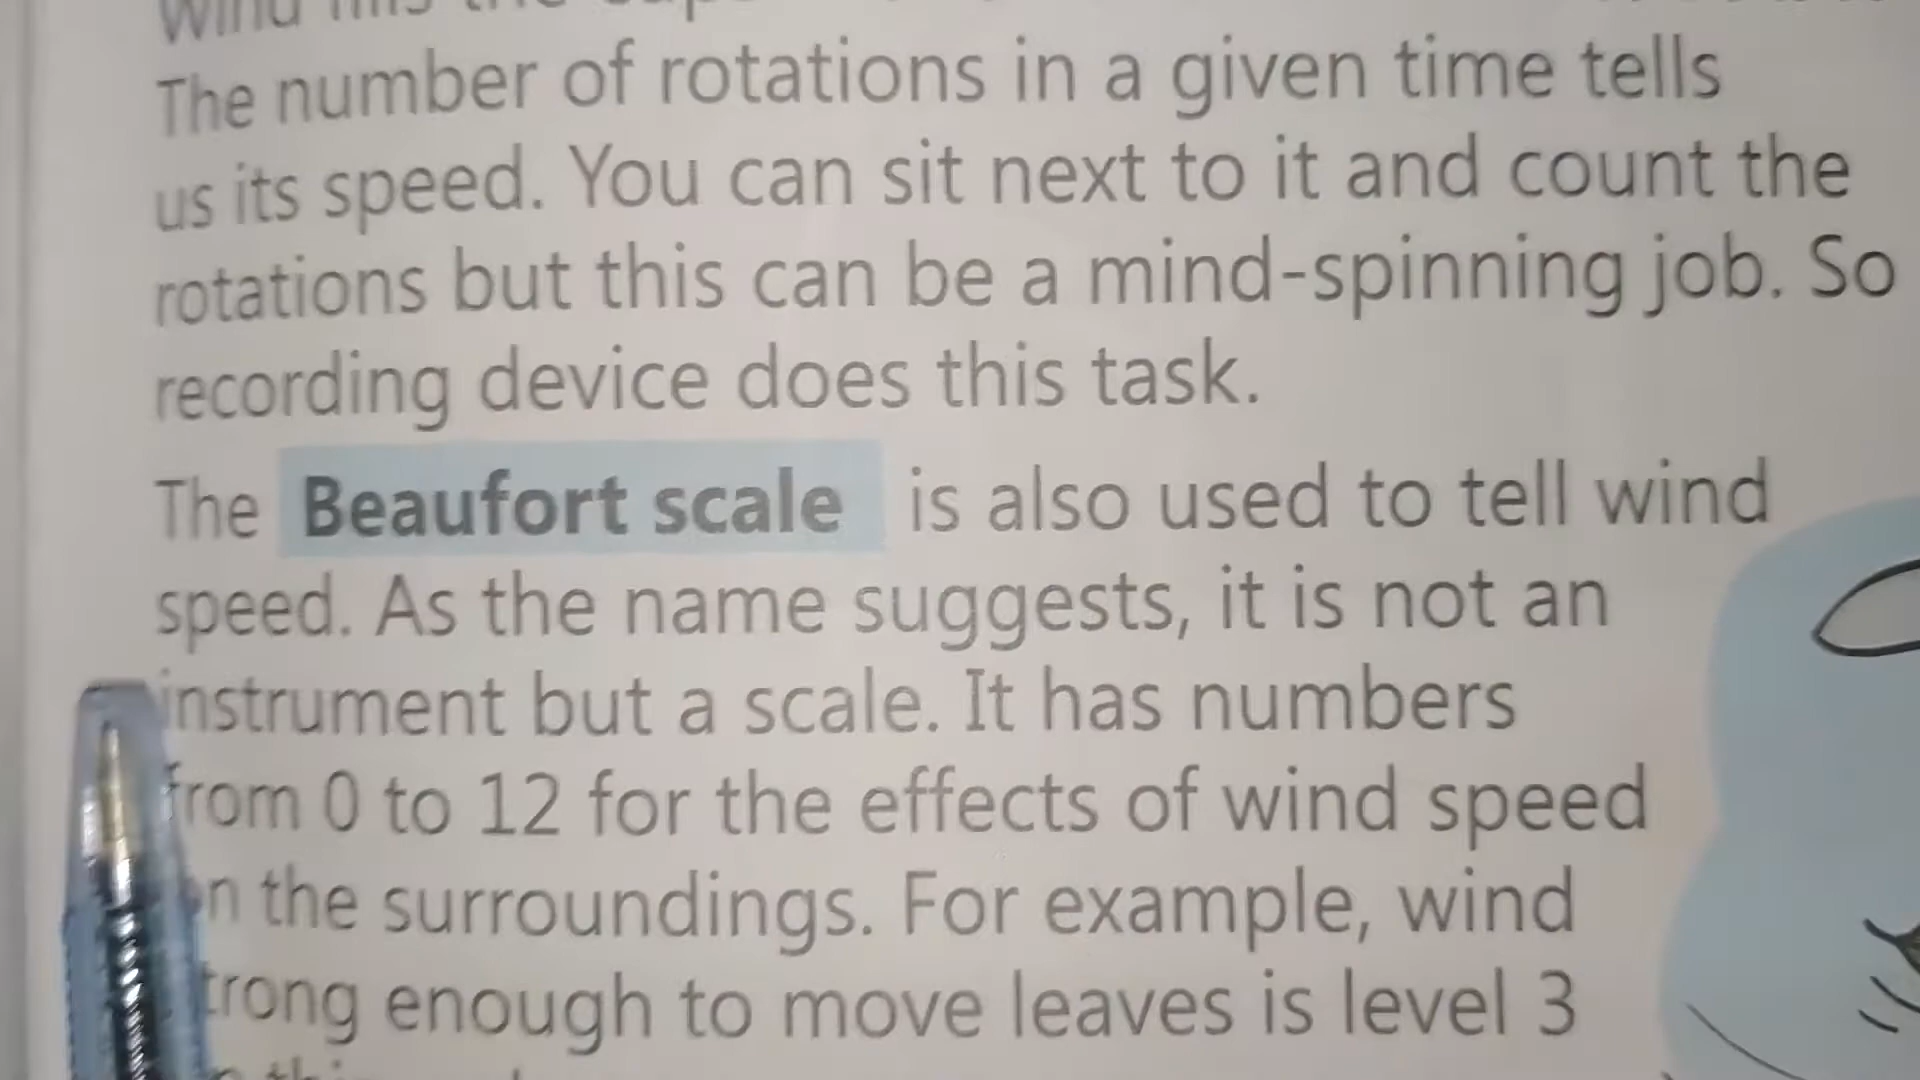 The number of rotations in a given time tells
us its speed. You can sit next to it and count the
rotations but this can be a mind-spinning job. So
recording device does this task.
The Beaufort scale is also used to tell wind
speed. As the name suggests, it is not an
instrument but a scale. It has numbers
from 0 to 12 for the effects of wind speed
the surroundings. For example, wind
trong enough to move leaves is level 3